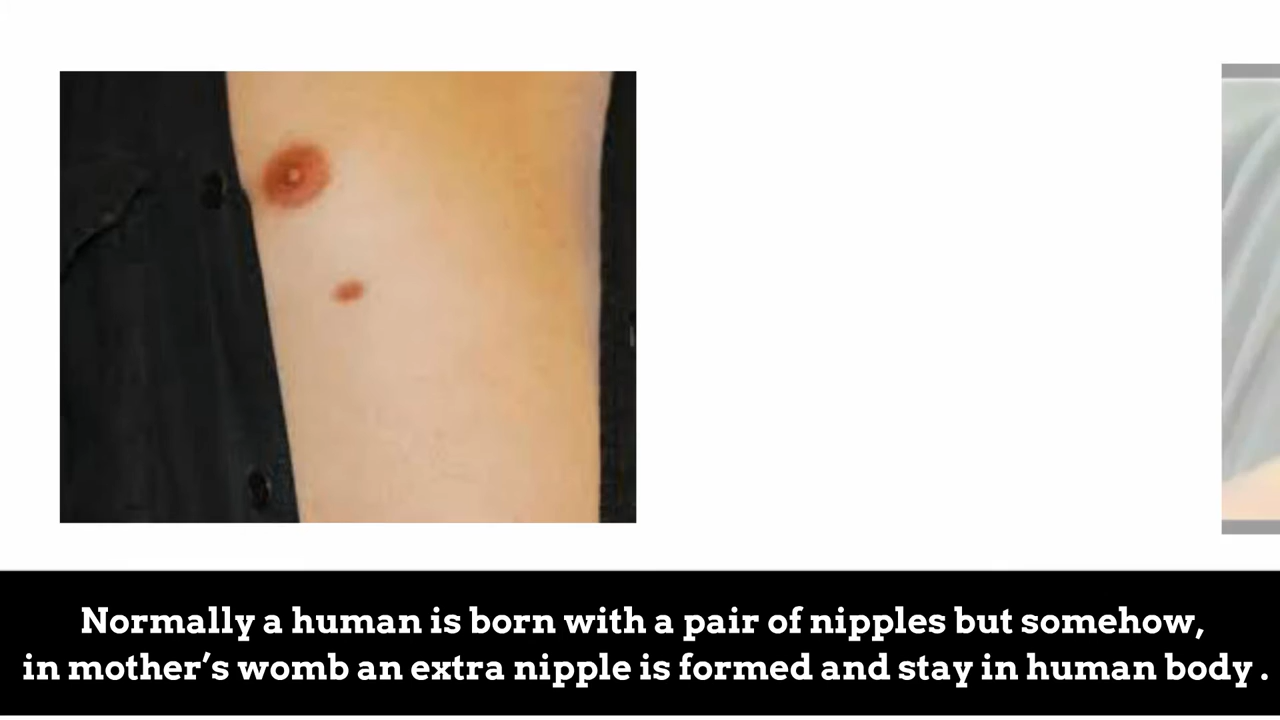 Normally a human is born with a pair of nipples but somehow,
in mother's womb an extra nipple is formed and stay in human body .